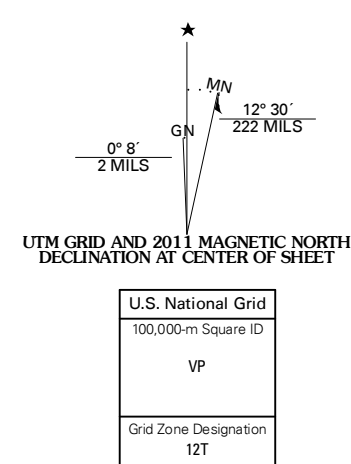 MN
12° 30´
222 MILS
GN
0° 8´
2 MILS
UTM GRID AND 2011 MAGNETIC NORTH
DECLINATION AT CENTER OF SHEET
U.S. National Grid
100,000-m Square ID
VP
Grid Zone Designation
12T